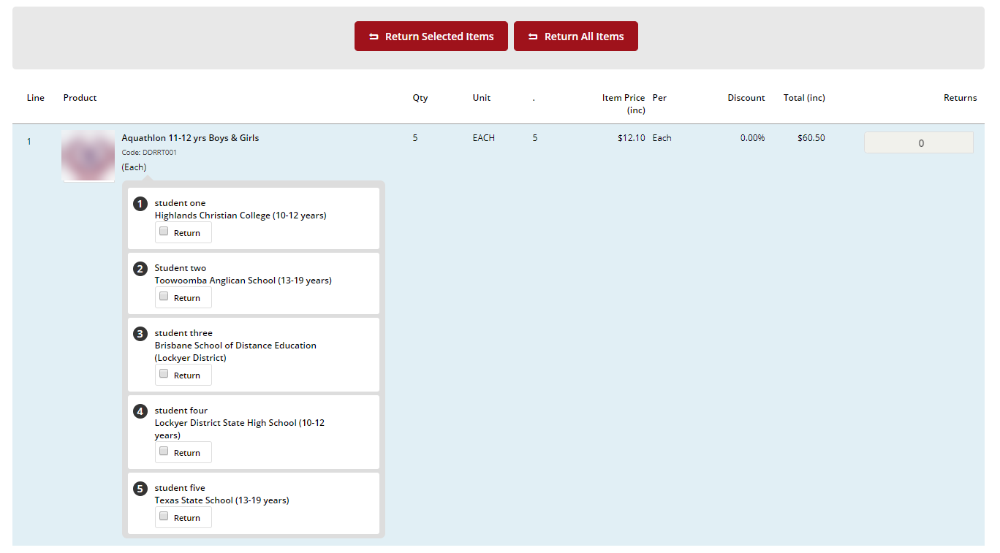 Return Selected Items
Return All Items
Line Product Qty Unit . Item Price Per Discount Total (inc) Returns
(inc)
1 Aquathlon 11-12 yrs Boys & Girls 5 EACH 5 $12.10 Each 0.00% $60.50 0
Code: DDRRT001
(Each)
1 student one
Highlands Christian College (10-12 years)
Return
2 Student two
Toowoomba Anglican School (13-19 years)
Return
3 student three
Brisbane School of Distance Education
(Lockyer District)
Return
4 student four
Lockyer District State High School (10-12
years)
Return
5 student five
Texas State School (13-19 years)
Return